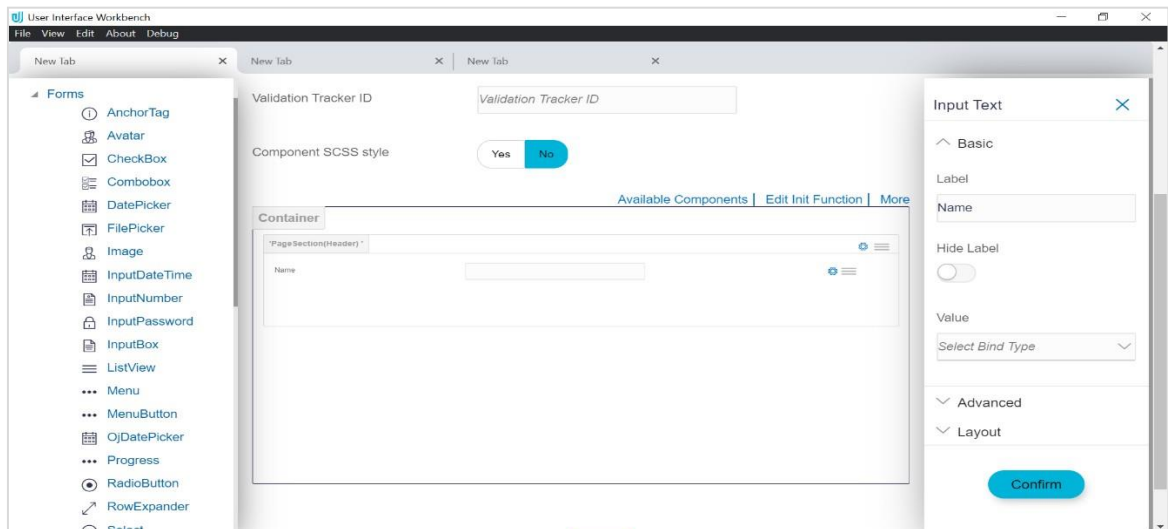 User Interface Workbench
File View Edit About Debug
New Tab
New Tab
New Tab
Forms
AnchorTag
Avatar
CheckBox
Combobox
DatePicker
FilePicker
Image
InputDateTime
InputNumber
InputPassword
InputBox
ListView
Menu
MenuButton
OjDatePicker
Progress
RadioButton
RowExpander
Select
Validation Tracker ID
Validation Tracker ID
Component SCSS style
Yes No
Available Components | Edit Init Function | More
Container
'PageSection(Header) '
Name
Input Text
Basic
Label
Name
Hide Label
Value
Select Bind Type
Advanced
Layout
Confirm